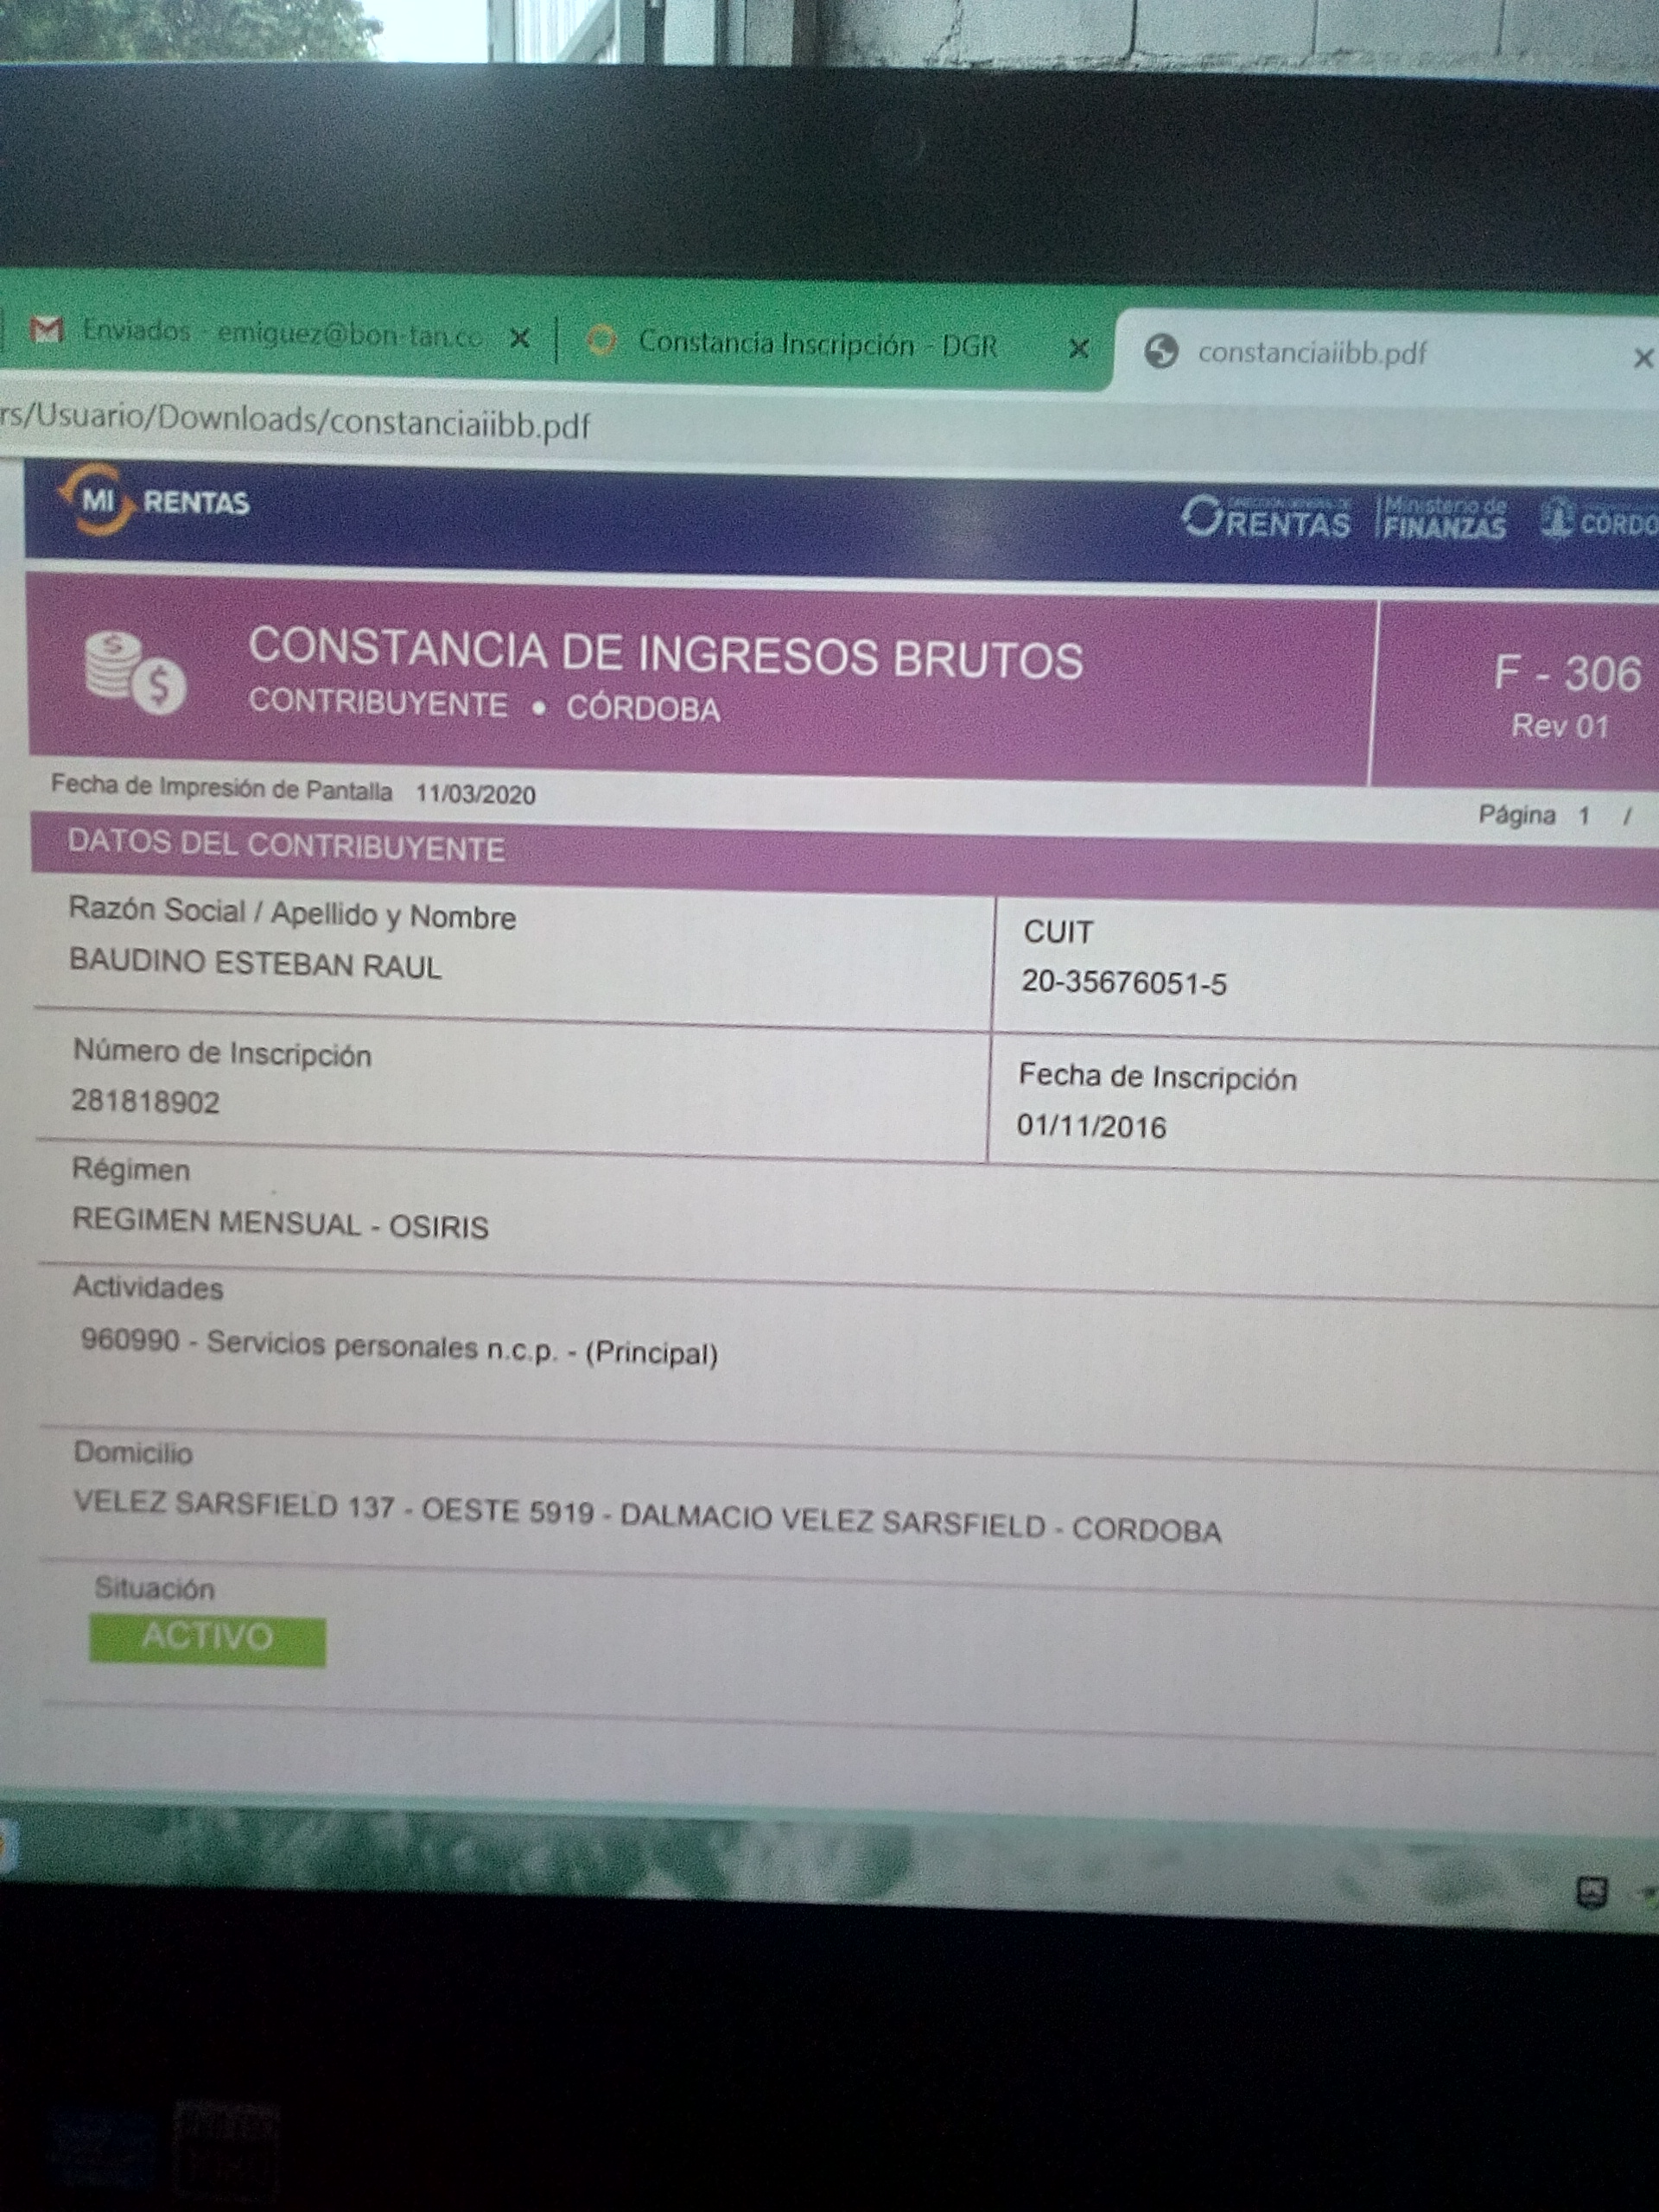 Enviados - emiguez@bon-tan.co
Constancia Inscripción - DGR
constanciaiibb.pdf
rs/Usuario/Downloads/constanciaiibb.pdf
MI RENTAS
DIRECCIÓN GENERAL DE
RENTAS
Ministerio de
FINANZAS
CÓRDO
CONSTANCIA DE INGRESOS BRUTOS
CONTRIBUYENTE • CÓRDOBA
F - 306
Rev 01
Fecha de Impresión de Pantalla 11/03/2020
Página 1 /
DATOS DEL CONTRIBUYENTE
Razón Social / Apellido y Nombre
BAUDINO ESTEBAN RAUL
CUIT
20-35676051-5
Número de Inscripción
281818902
Fecha de Inscripción
01/11/2016
Régimen
REGIMEN MENSUAL - OSIRIS
Actividades
960990 - Servicios personales n.c.p. - (Principal)
Domicilio
VELEZ SARSFIELD 137 - OESTE 5919 - DALMACIO VELEZ SARSFIELD - CORDOBA
Situación
ACTIVO